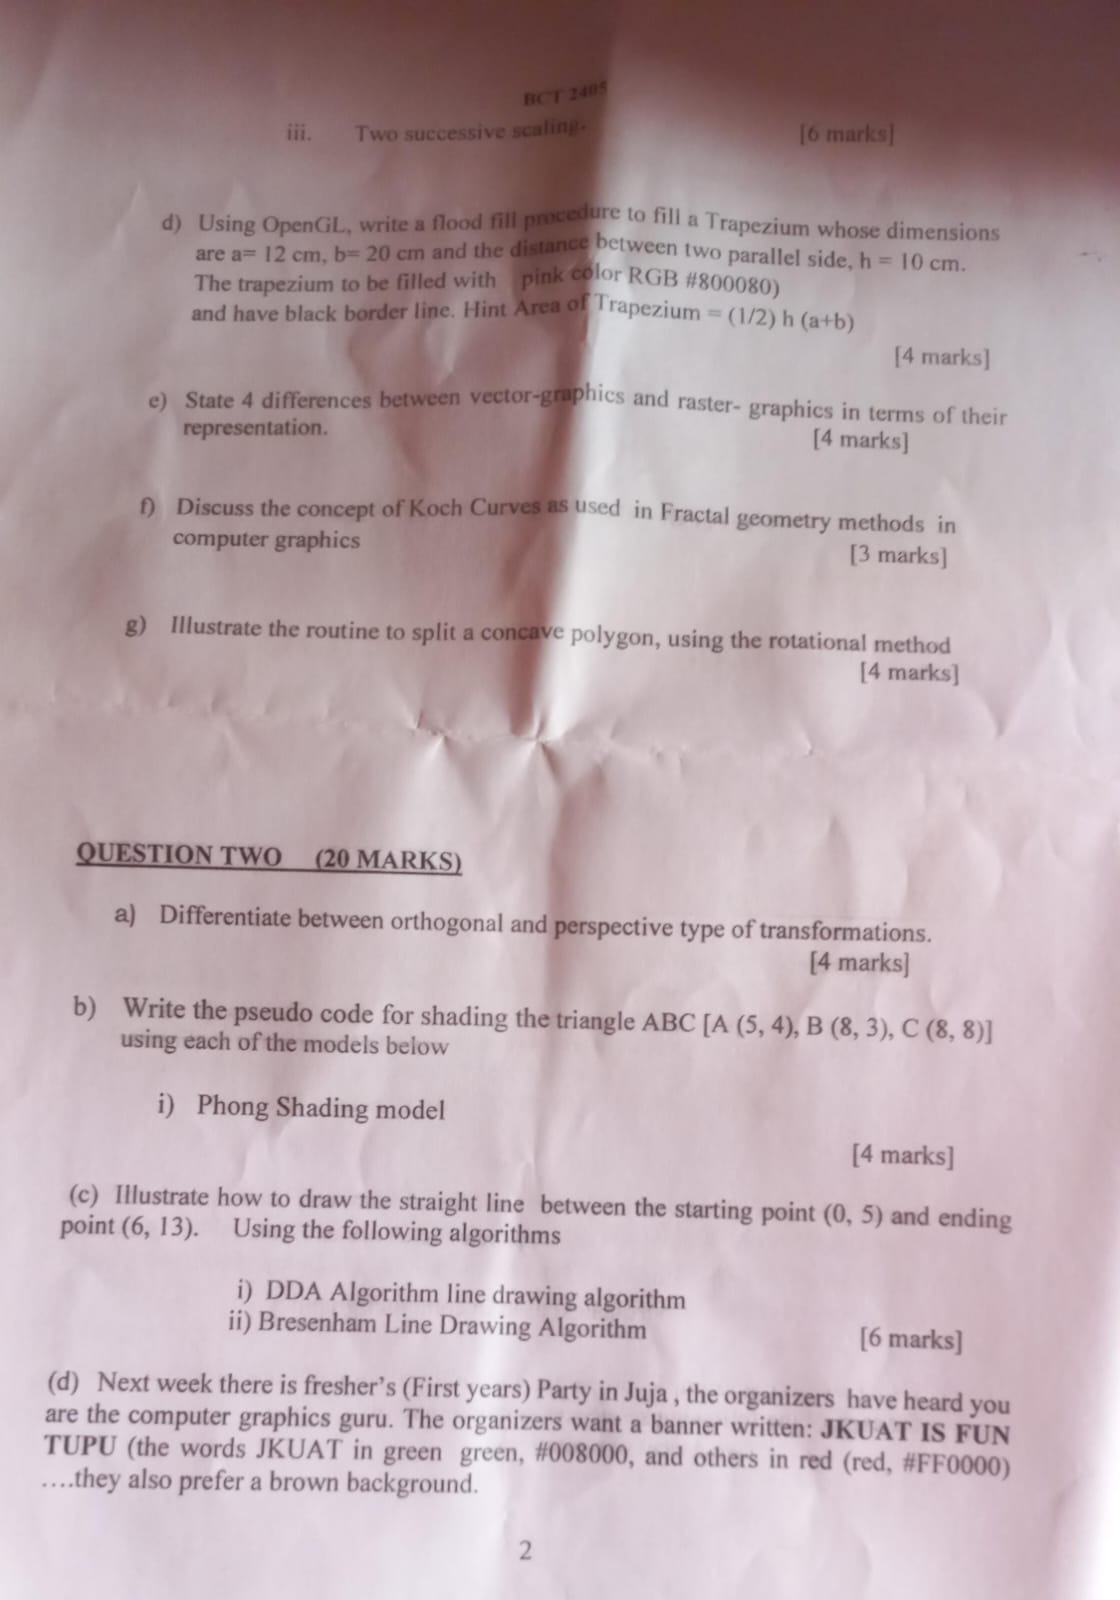 BCT 2405
iii. Two successive scaling. [6 marks]
d) Using OpenGL, write a flood fill procedure to fill a Trapezium whose dimensions
are a= 12 cm, b= 20 cm and the distance between two parallel side, h = 10 cm.
The trapezium to be filled with pink color RGB #800080)
and have black border line. Hint Area of Trapezium = (1/2) h (a+b)
[4 marks]
e) State 4 differences between vector-graphics and raster- graphics in terms of their
representation. [4 marks]
f) Discuss the concept of Koch Curves as used in Fractal geometry methods in
computer graphics [3 marks]
g) Illustrate the routine to split a concave polygon, using the rotational method
[4 marks]
QUESTION TWO (20 MARKS)
a) Differentiate between orthogonal and perspective type of transformations.
[4 marks]
b) Write the pseudo code for shading the triangle ABC [A (5, 4), B (8, 3), C (8, 8)]
using each of the models below
i) Phong Shading model
[4 marks]
(c) Illustrate how to draw the straight line between the starting point (0, 5) and ending
point (6, 13). Using the following algorithms
i) DDA Algorithm line drawing algorithm
ii) Bresenham Line Drawing Algorithm [6 marks]
(d) Next week there is fresher's (First years) Party in Juja , the organizers have heard you
are the computer graphics guru. The organizers want a banner written: JKUAT IS FUN
TUPU (the words JKUAT in green green, #008000, and others in red (red, #FF0000)
....they also prefer a brown background.
2